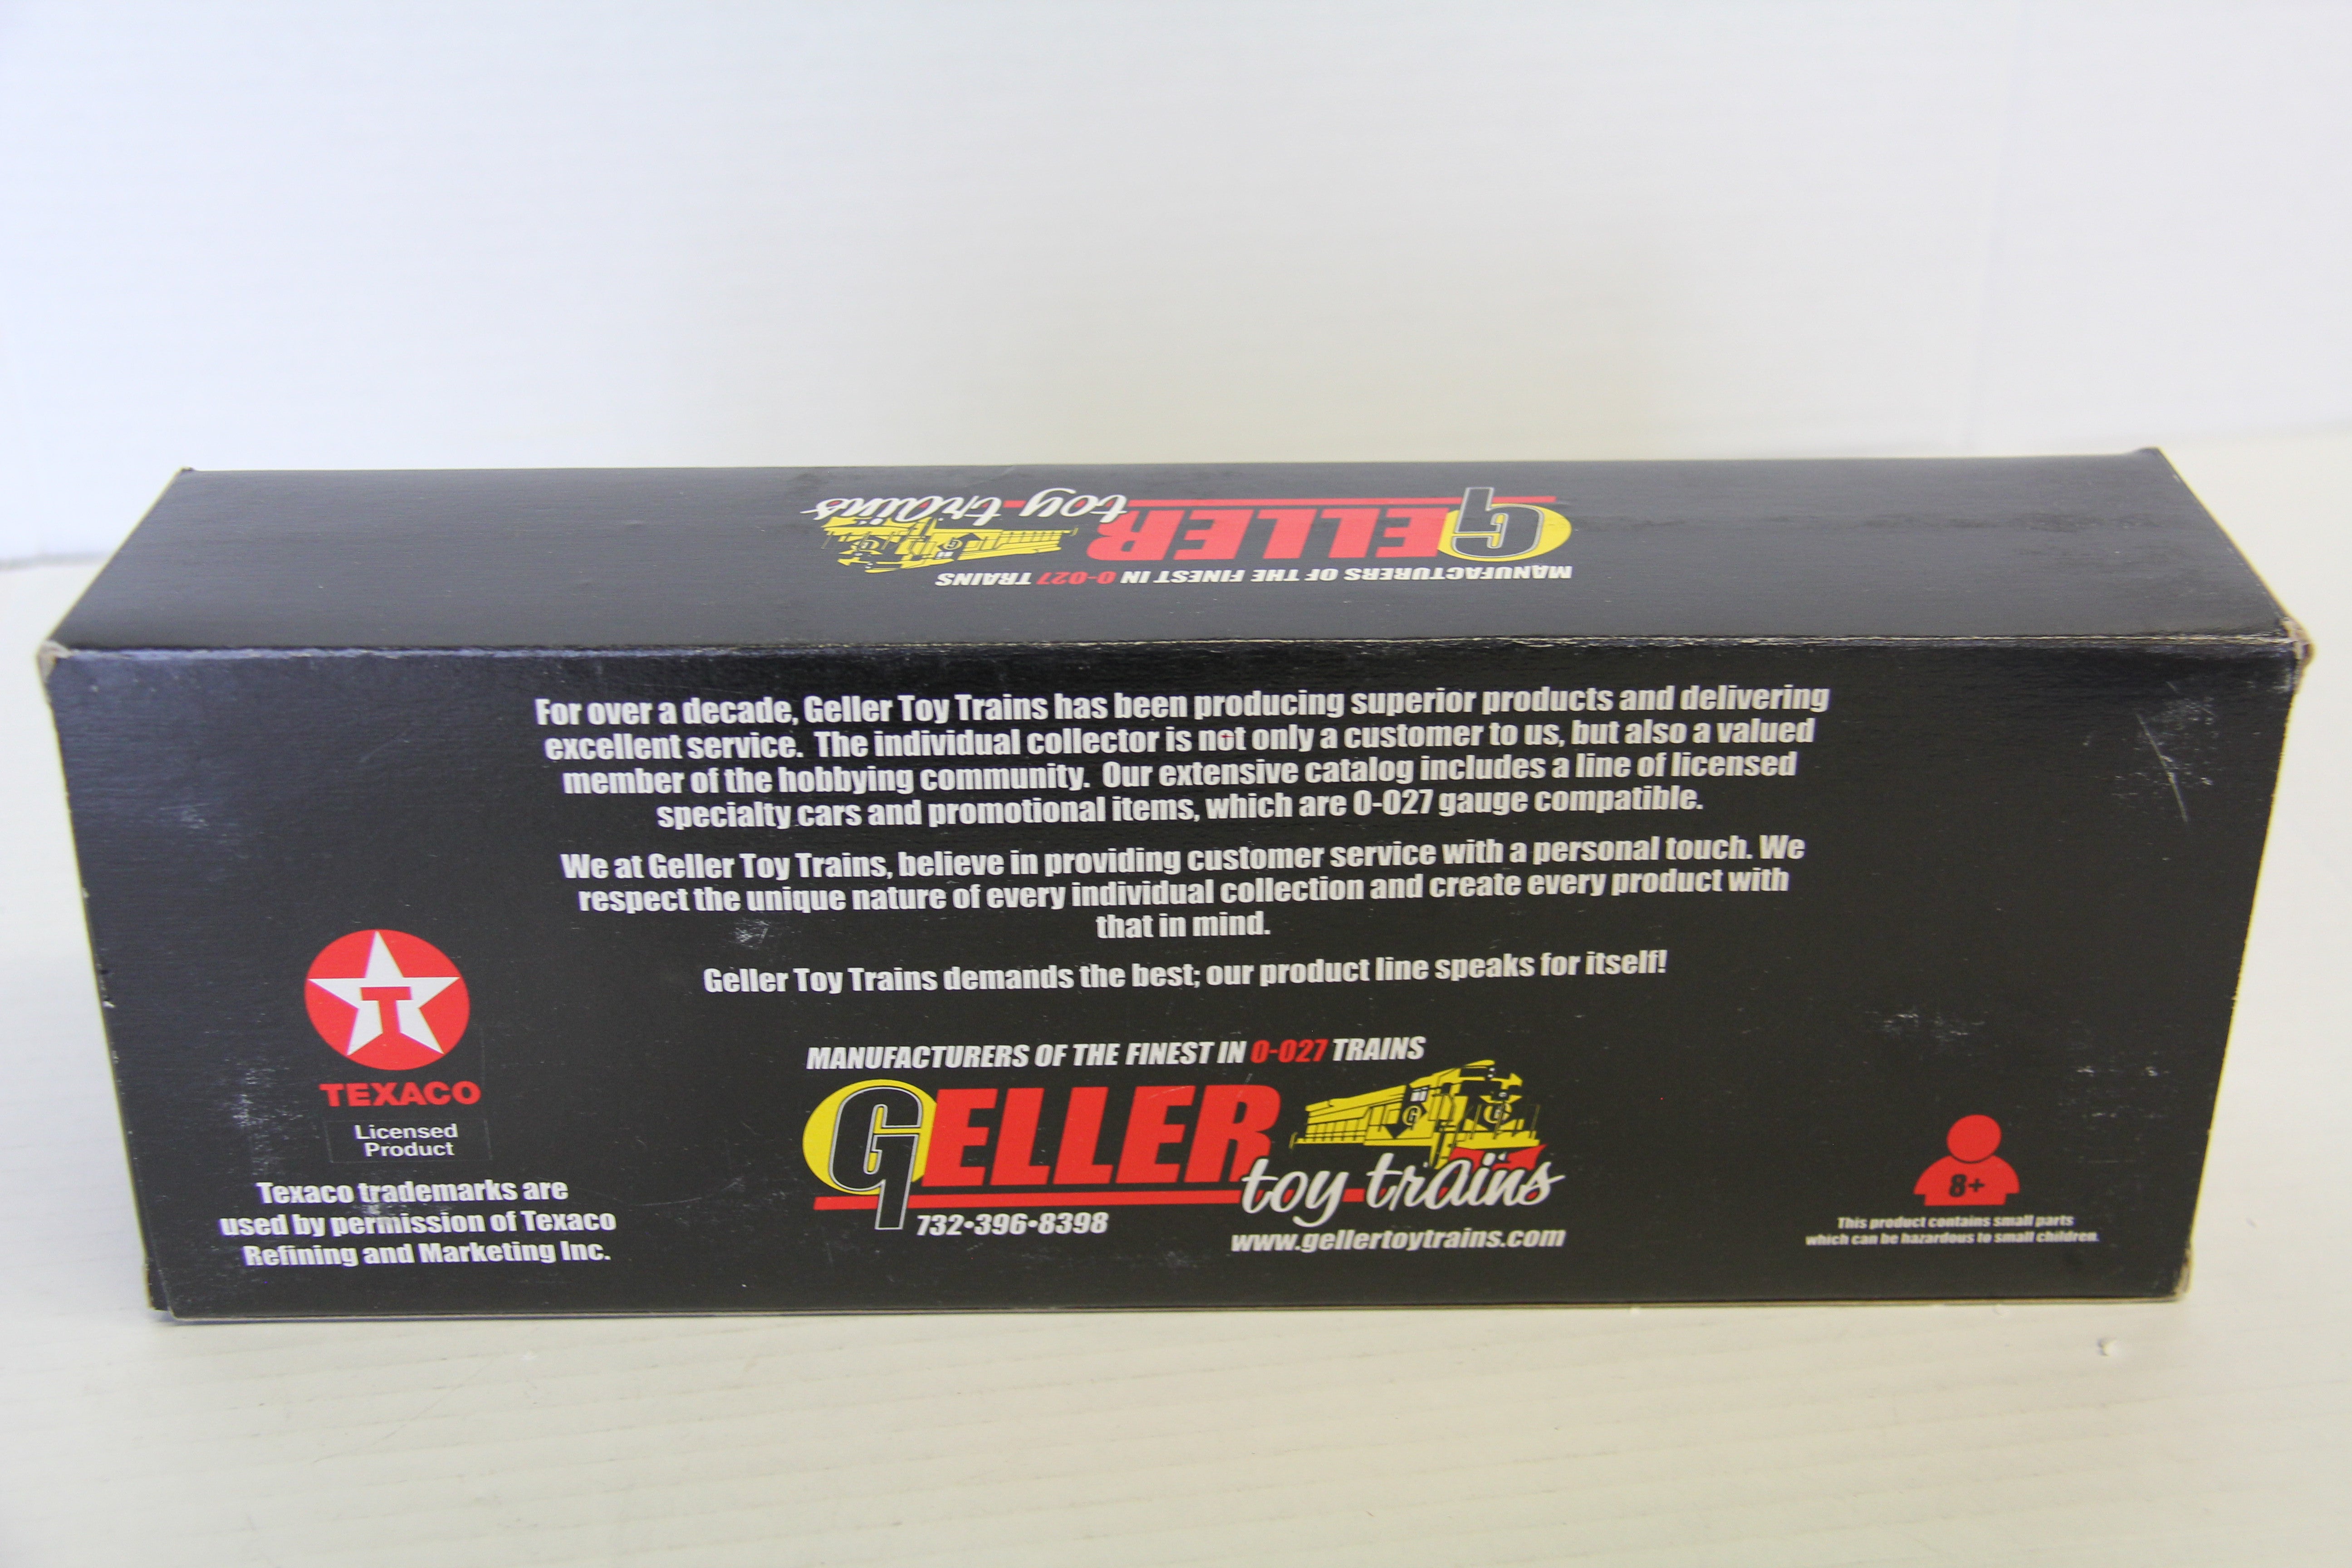 MANUFACTURERS OF THE FINEST IN 0-027 TRAINS
GELLER
toy trains
For over a decade, Geller Toy Trains has been producing superior products and delivering
excellent service. The individual collector is not only a customer to us, but also a valued
member of the hobbying community. Our extensive catalog includes a line of licensed
specialty cars and promotional items, which are 0-027 gauge compatible.
We at Geller Toy Trains, believe in providing customer service with a personal touch. We
respect the unique nature of every individual collection and create every product with
that in mind.
Geller Toy Trains demands the best; our product line speaks for itself!
T
TEXACO
Licensed
Product
Texaco trademarks are
used by permission of Texaco
Refining and Marketing Inc.
MANUFACTURERS OF THE FINEST IN 0-027 TRAINS
GELLER
toy trains
732•396•8398
www.gellertoytrains.com
8+
This product contains small parts
which can be hazardous to small children.